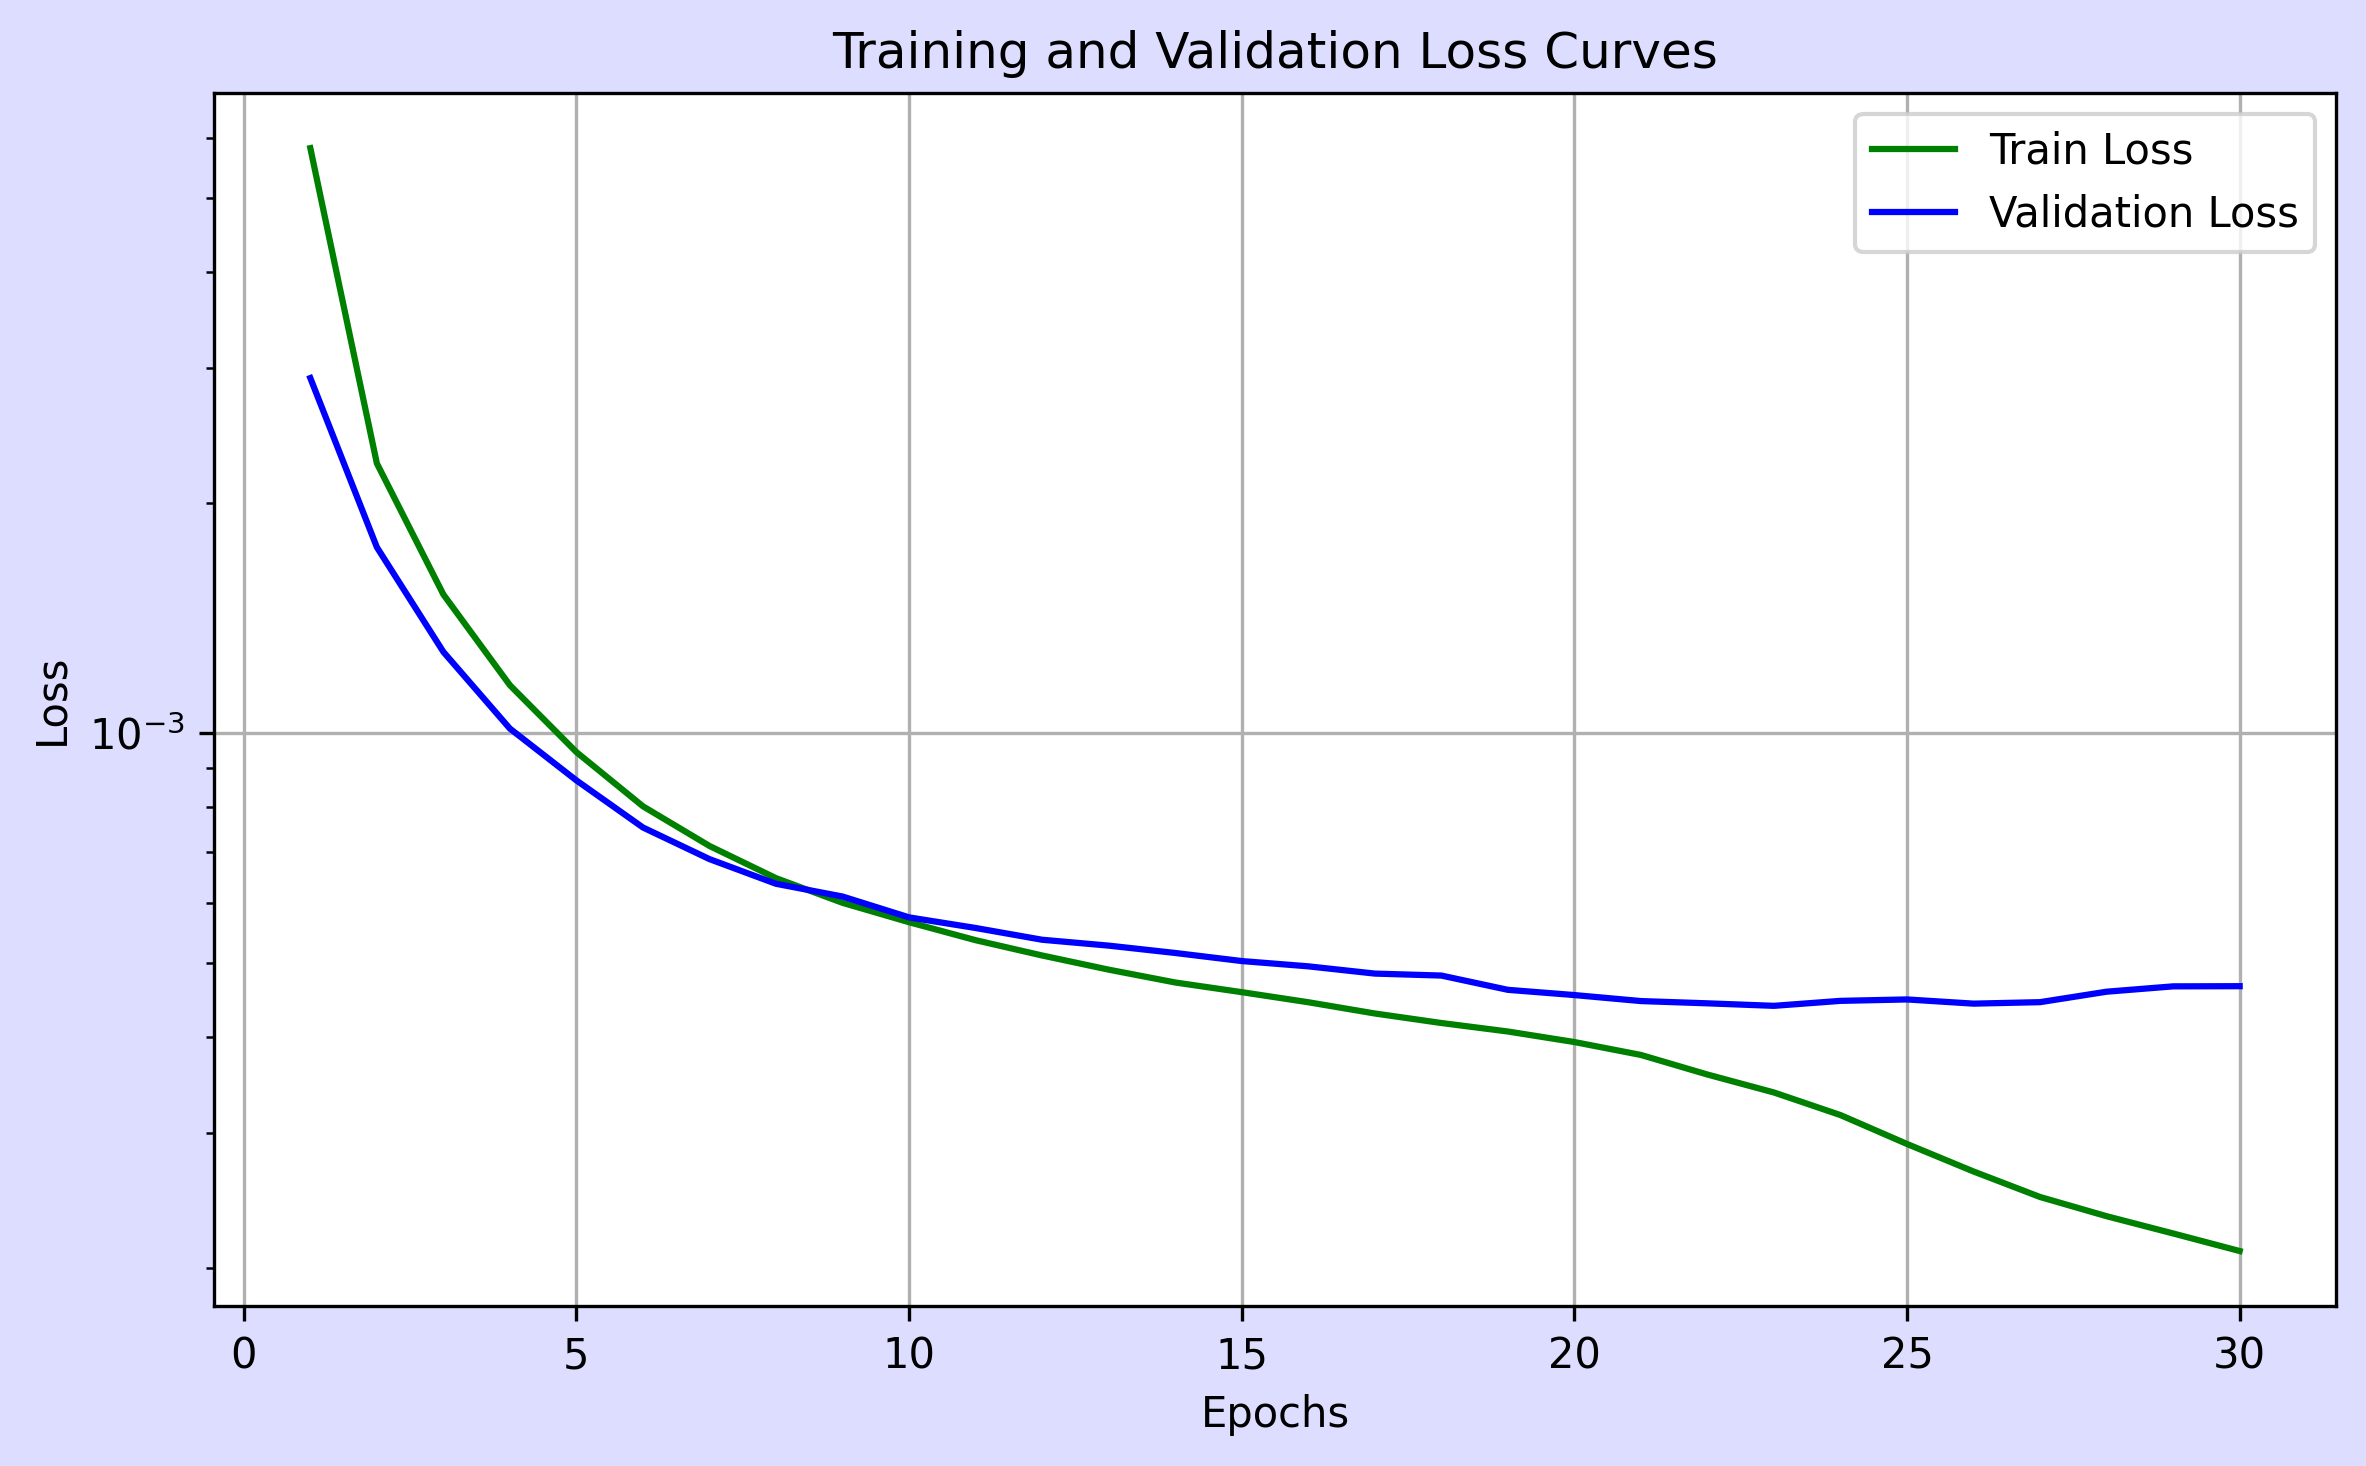 Training and Validation Loss Curves
Train Loss
Validation Loss
Loss
10⁻³
0 5 10 15 20 25 30
Epochs